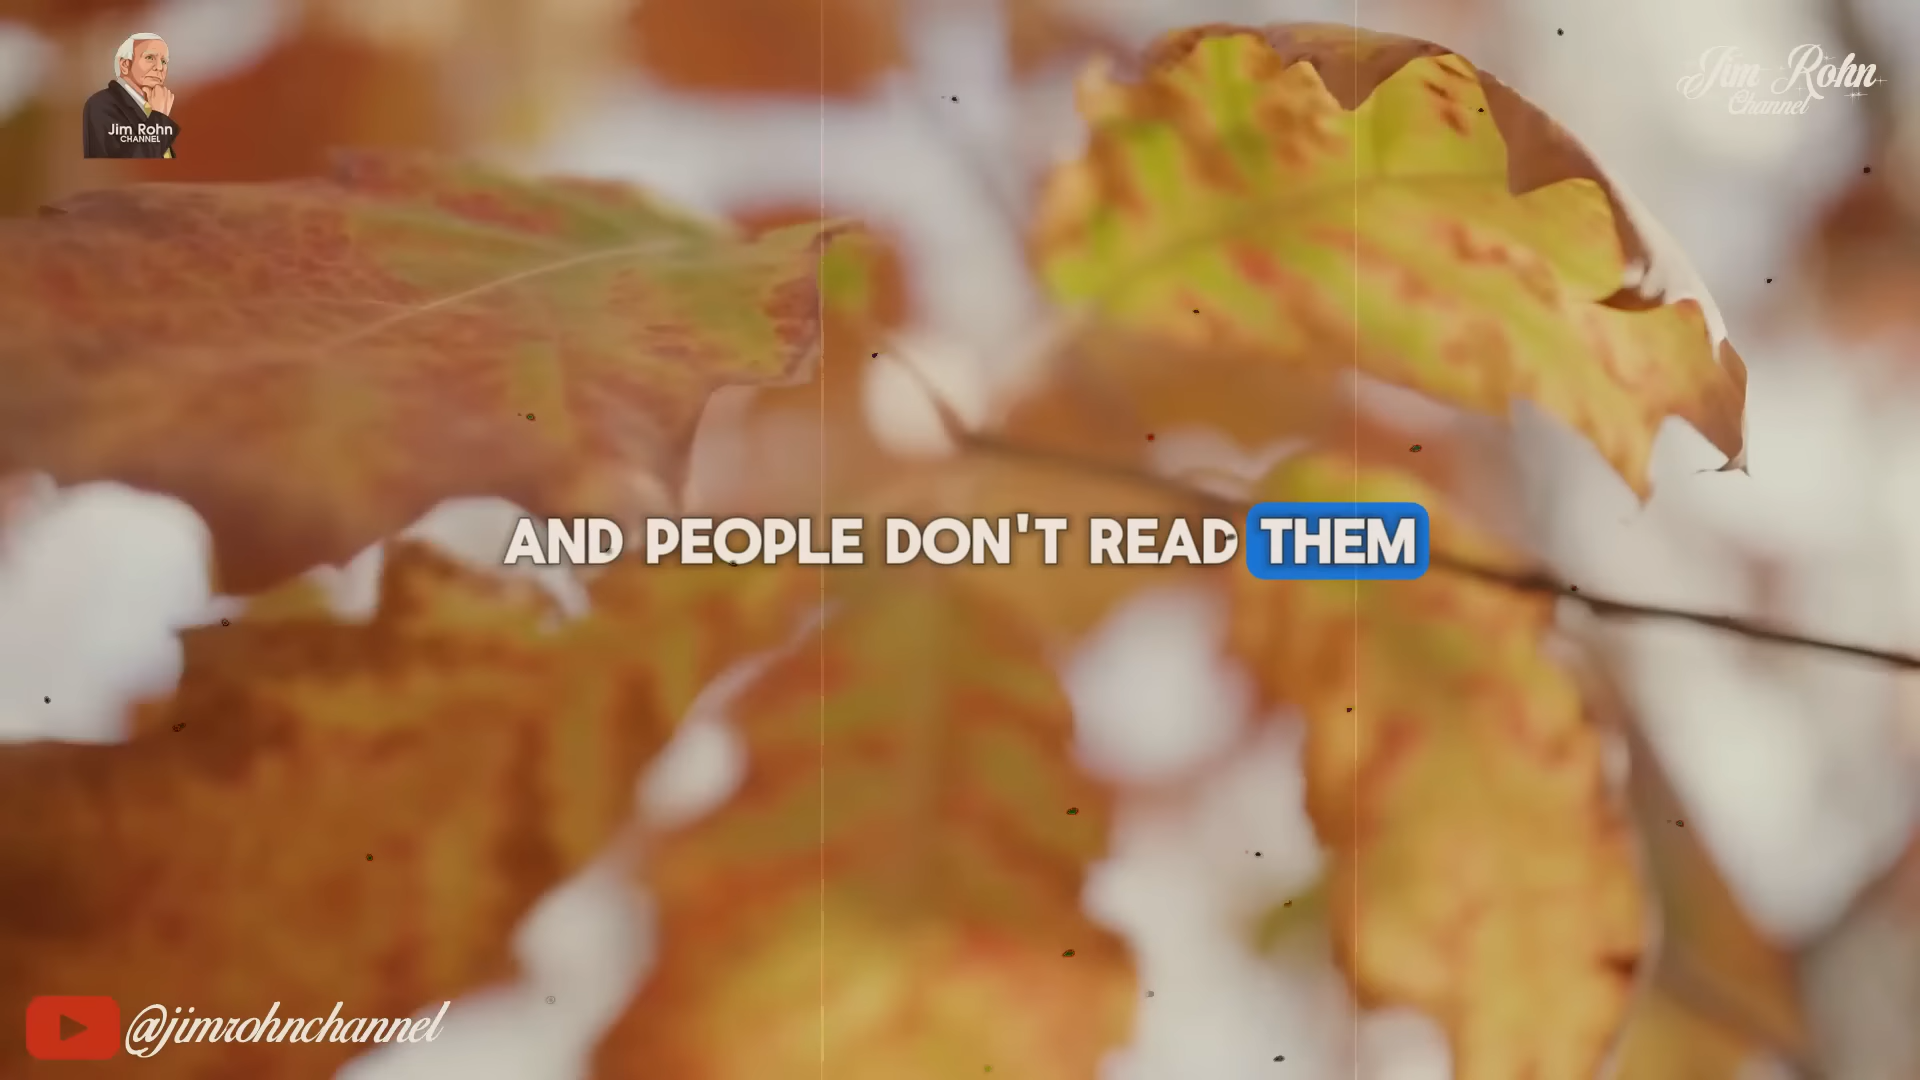 Jim Rohn
CHANNEL
Jim Rohn
Channel
AND PEOPLE DON'T READ THEM
@jimrohnchannel